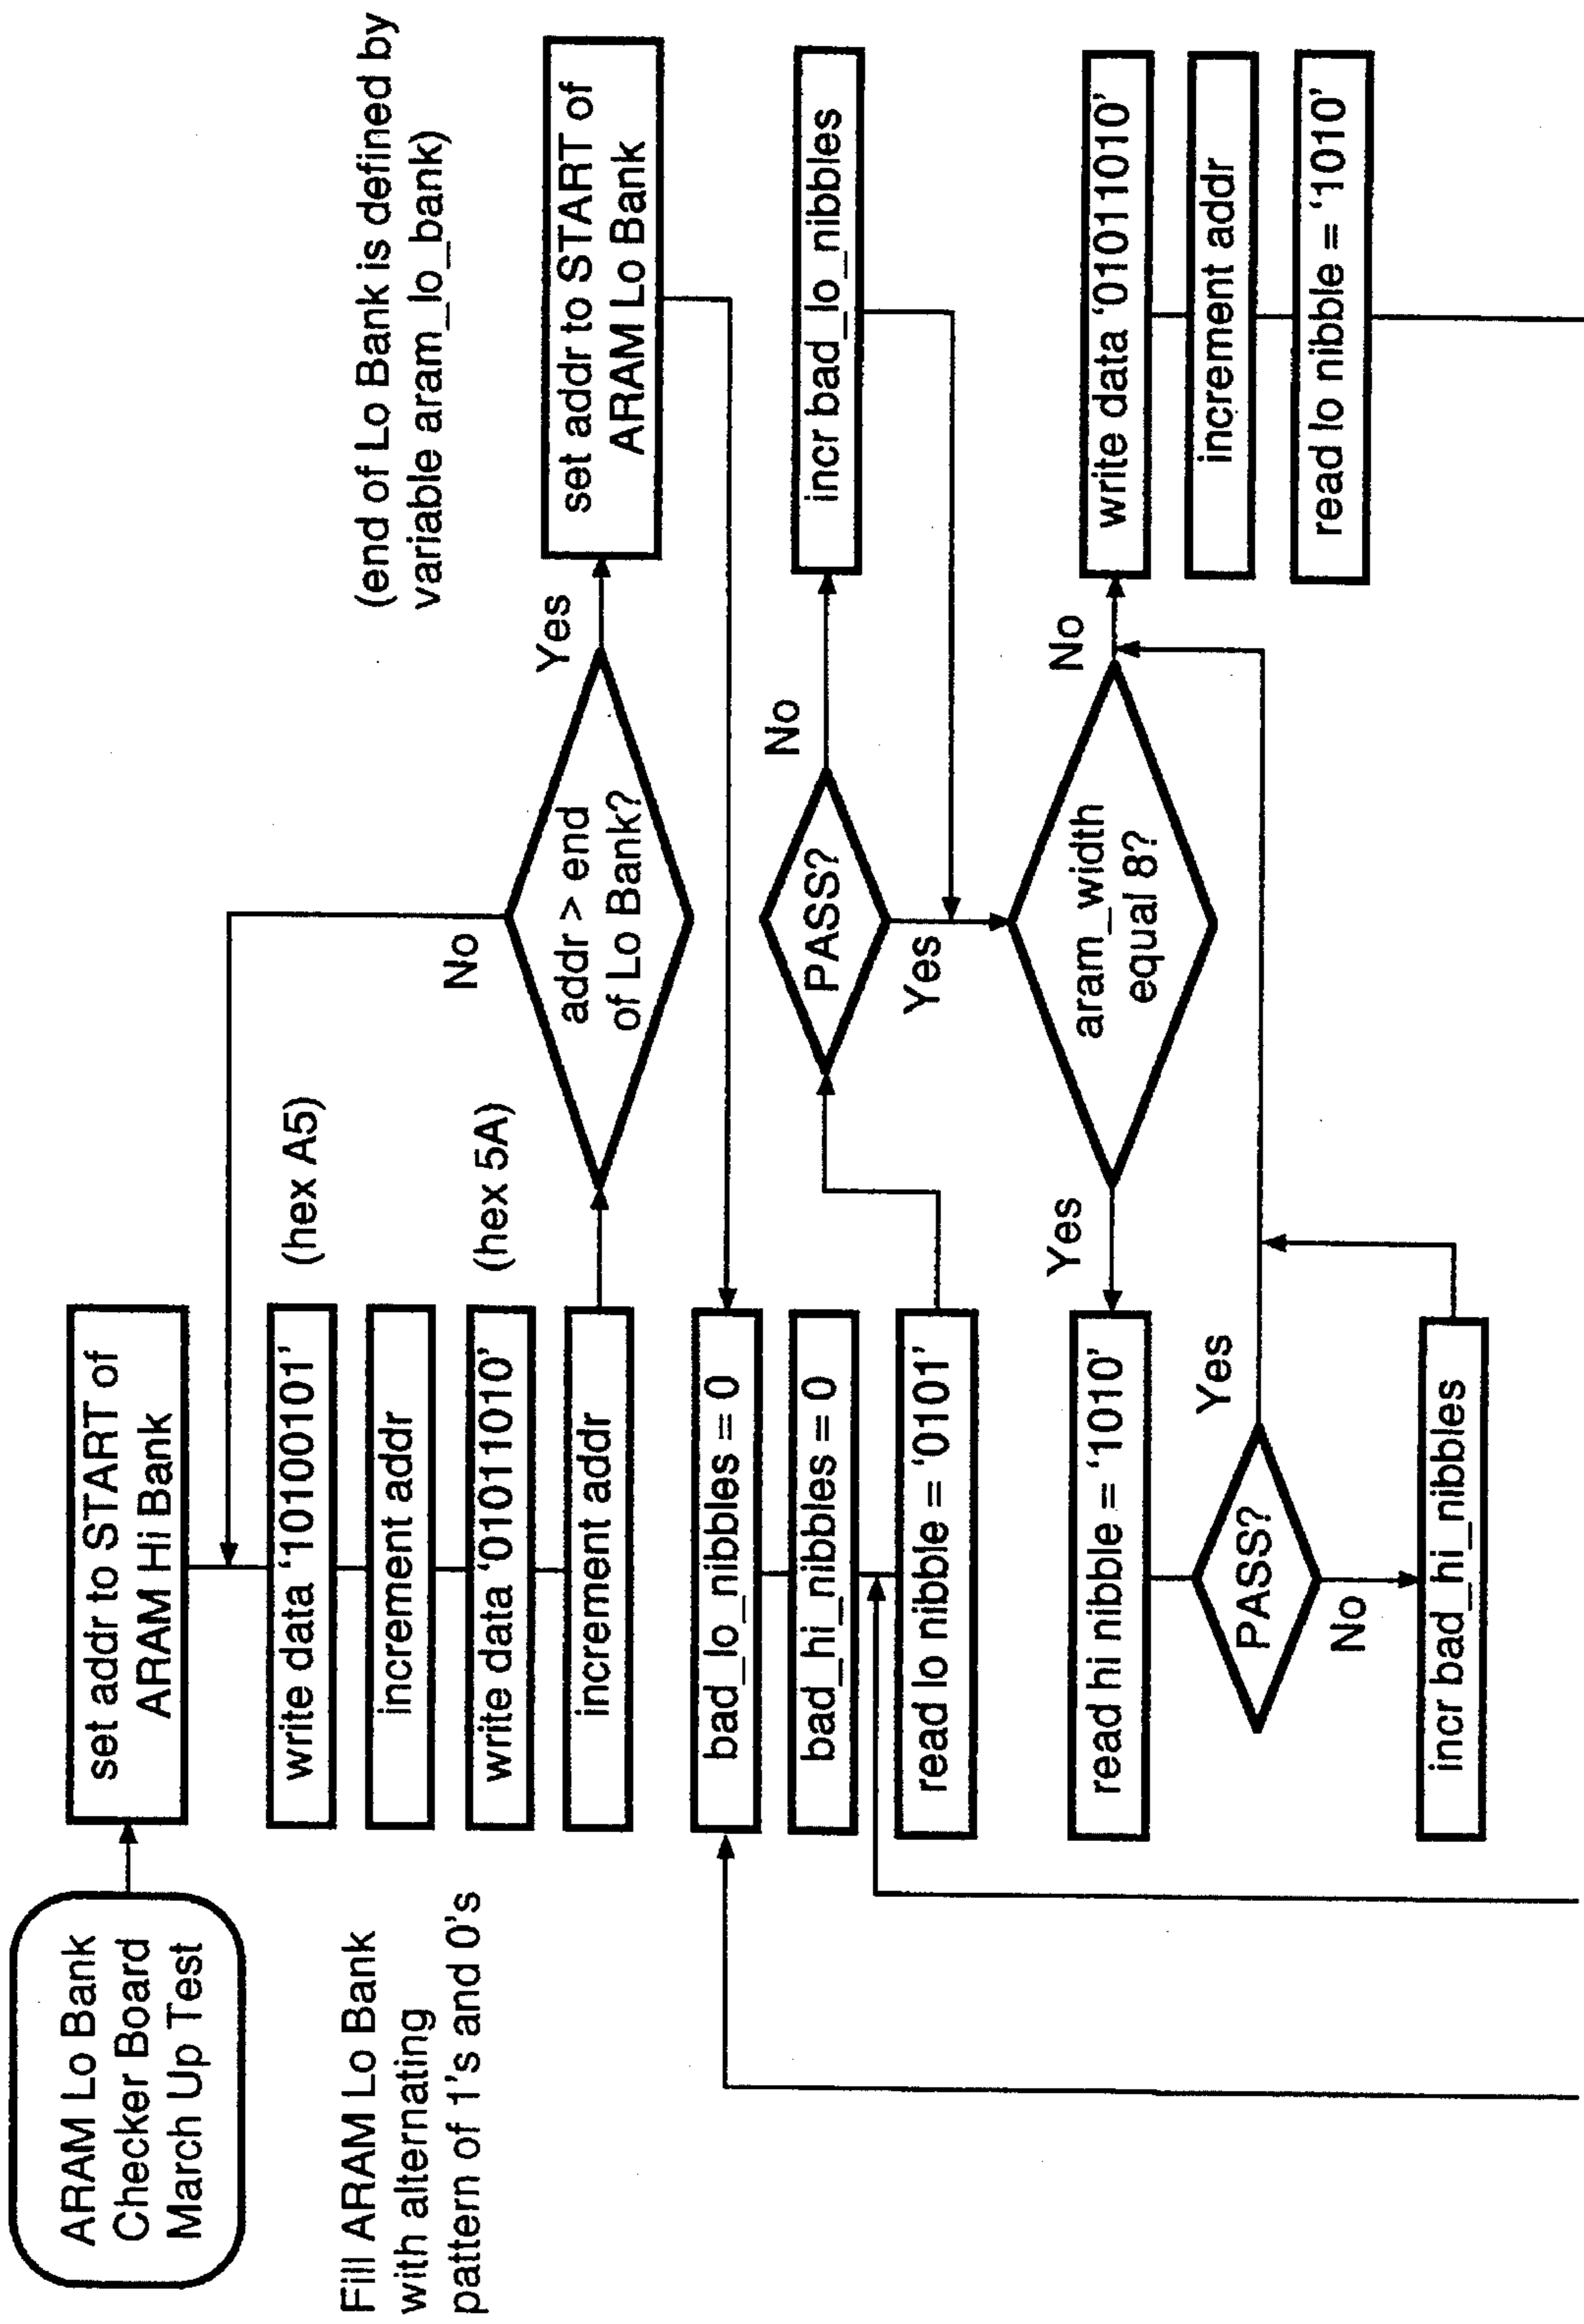 ARAM Lo Bank
Checker Board
March Up Test
set addr to START of
ARAM Hi Bank
Fill ARAM Lo Bank
with alternating
pattern of 1's and 0's
write data '10100101'
(hex A5)
increment addr
write data '01011010'
(hex 5A)
increment addr
addr > end
of Lo Bank?
No
Yes
(end of Lo Bank is defined by
variable aram_lo_bank)
set addr to START of
ARAM Lo Bank
bad_lo_nibbles = 0
bad_hi_nibbles = 0
read lo nibble = '0101'
PASS?
No
Yes
incr bad_lo_nibbles
aram_width
equal 8?
Yes
No
read hi nibble = '1010'
PASS?
Yes
No
incr bad_hi_nibbles
write data '01011010'
increment addr
read lo nibble = '1010'